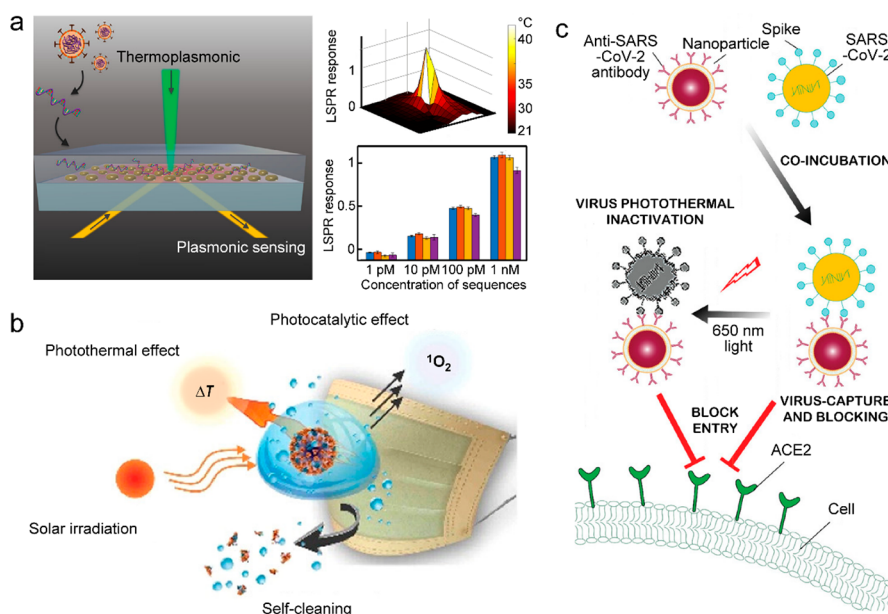 a
Thermoplasmonic
Plasmonic sensing
LSPR response
1
0
°C
40
35
30
21
LSPR response
1
0.5
0
1 pM
10 pM
100 pM
1 nM
Concentration of sequences
b
Photocatalytic effect
Photothermal effect
¹O₂
ΔT
Solar irradiation
Self-cleaning
c
Anti-SARS
-CoV-2
antibody
Nanoparticle
Spike
SARS
-CoV-2
CO-INCUBATION
VIRUS PHOTOTHERMAL
INACTIVATION
650 nm
light
VIRUS-CAPTURE
AND BLOCKING
BLOCK
ENTRY
ACE2
Cell